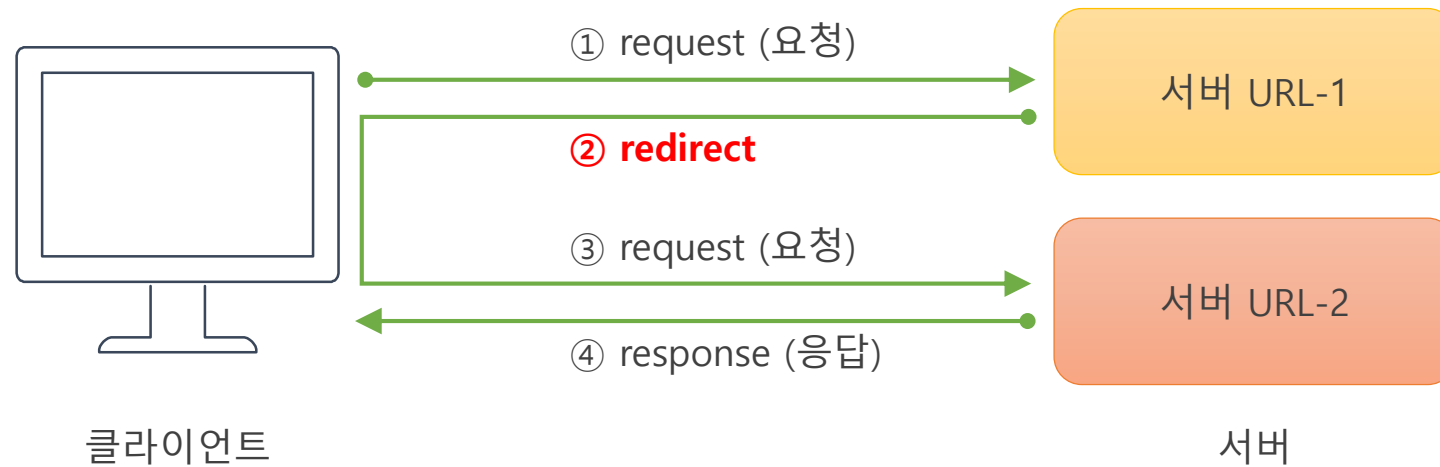 ① request (요청)
서버 URL-1
② redirect
③ request (요청)
서버 URL-2
④ response (응답)
클라이언트
서버